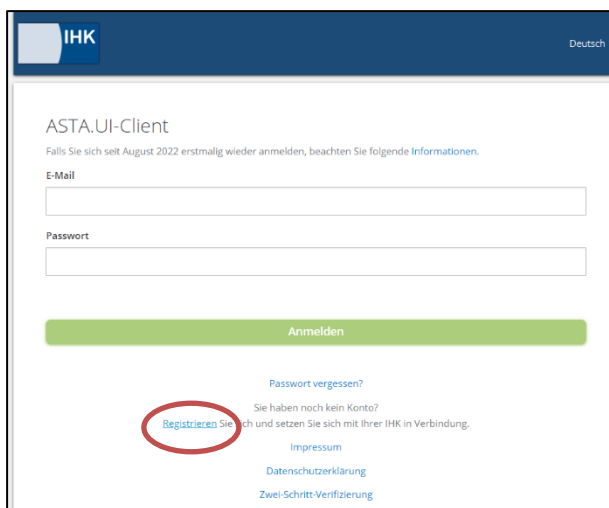 IHK
Deutsch
ASTA.UI-Client
Falls Sie sich seit August 2022 erstmalig wieder anmelden, beachten Sie folgende Informationen.
E-Mail
Passwort
Anmelden
Passwort vergessen?
Sie haben noch kein Konto?
Registrieren Sie sich und setzen Sie sich mit Ihrer IHK in Verbindung.
Impressum
Datenschutzerklärung
Zwei-Schritt-Verifizierung